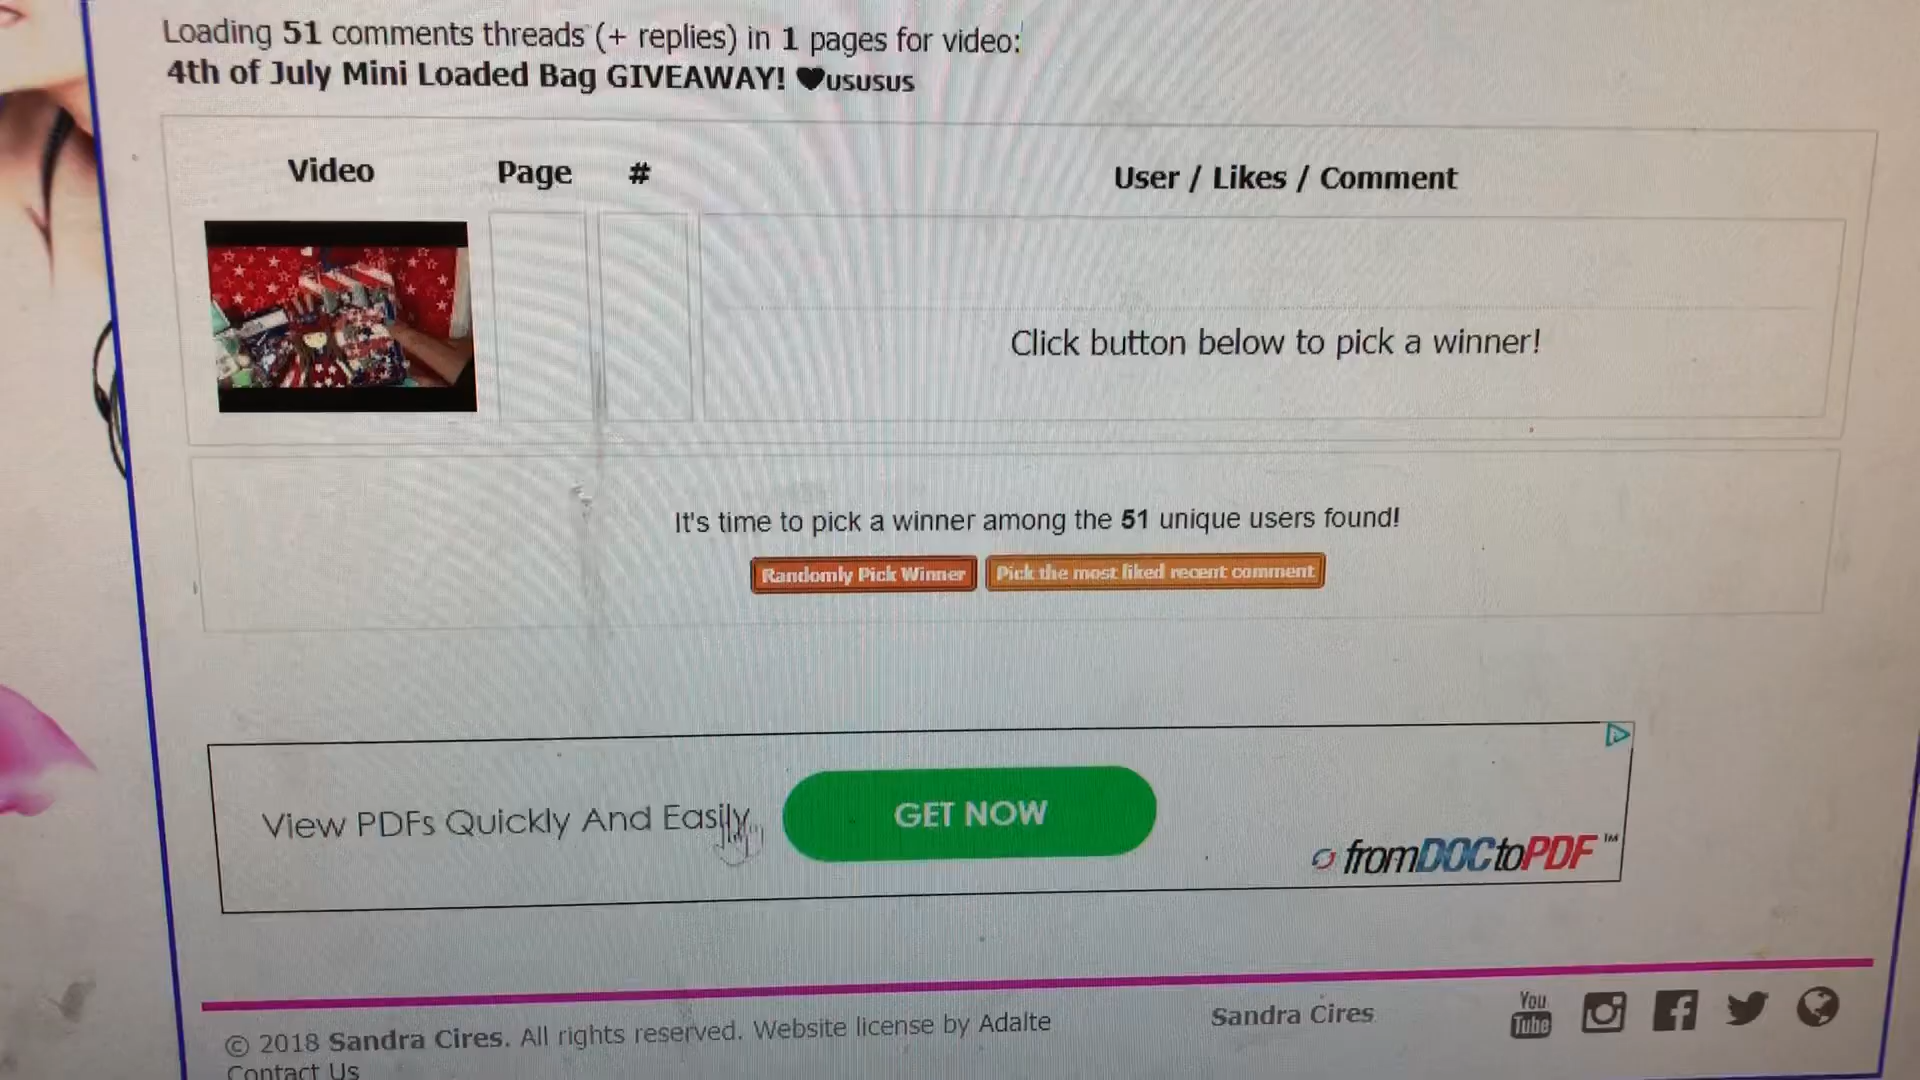 Loading 51 comments threads (+ replies) in 1 pages for video:
4th of July Mini Loaded Bag GIVEAWAY! ♥USUSUS
Video Page # User / Likes / Comment
Click button below to pick a winner!
It's time to pick a winner among the 51 unique users found!
Randomly Pick Winner Pick the most liked recent comment
View PDFs Quickly And Easily GET NOW
fromDOCtoPDF™
© 2018 Sandra Cires. All rights reserved. Website license by Adalte
Sandra Cires
You Tube
Contact Us